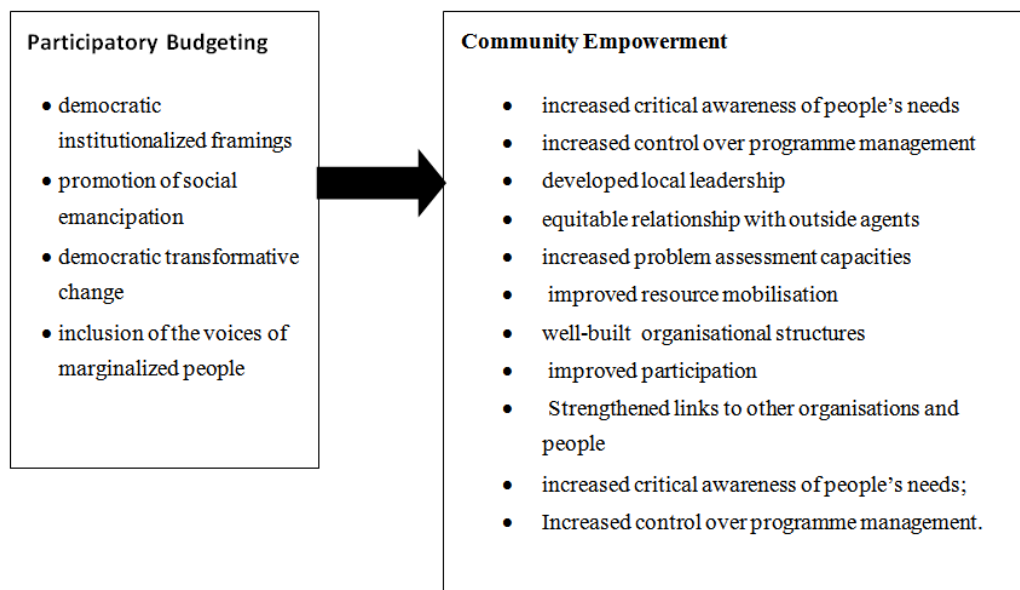 Participatory Budgeting
• democratic
institutionalized framings
• promotion of social
emancipation
• democratic transformative
change
• inclusion of the voices of
marginalized people
Community Empowerment
• increased critical awareness of people’s needs
• increased control over programme management
• developed local leadership
• equitable relationship with outside agents
• increased problem assessment capacities
• improved resource mobilisation
• well-built organisational structures
• improved participation
• Strengthened links to other organisations and
people
• increased critical awareness of people’s needs;
• Increased control over programme management.